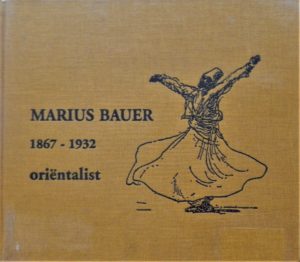 MARIUS BAUER
1867 - 1932
oriëntalist